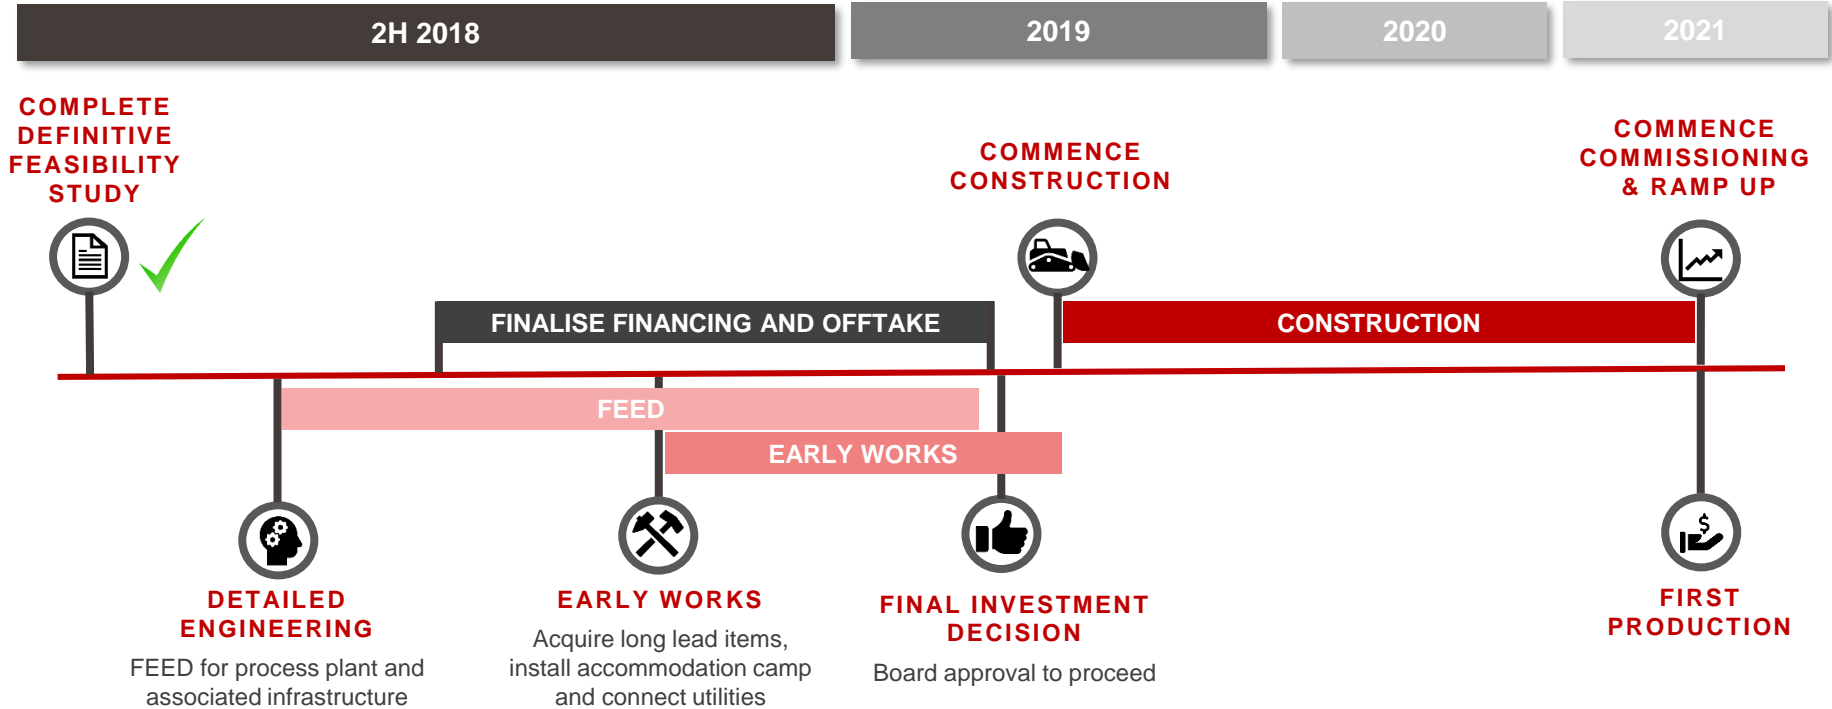 2H 2018
2019
2020
2021
COMPLETE
DEFINITIVE
FEASIBILITY
STUDY
COMMENCE
CONSTRUCTION
COMMENCE
COMMISSIONING
& RAMP UP
FINALISE FINANCING AND OFFTAKE
CONSTRUCTION
FEED
EARLY WORKS
DETAILED
ENGINEERING
FEED for process plant and
associated infrastructure
EARLY WORKS
Acquire long lead items,
install accommodation camp
and connect utilities
FINAL INVESTMENT
DECISION
Board approval to proceed
$
FIRST
PRODUCTION